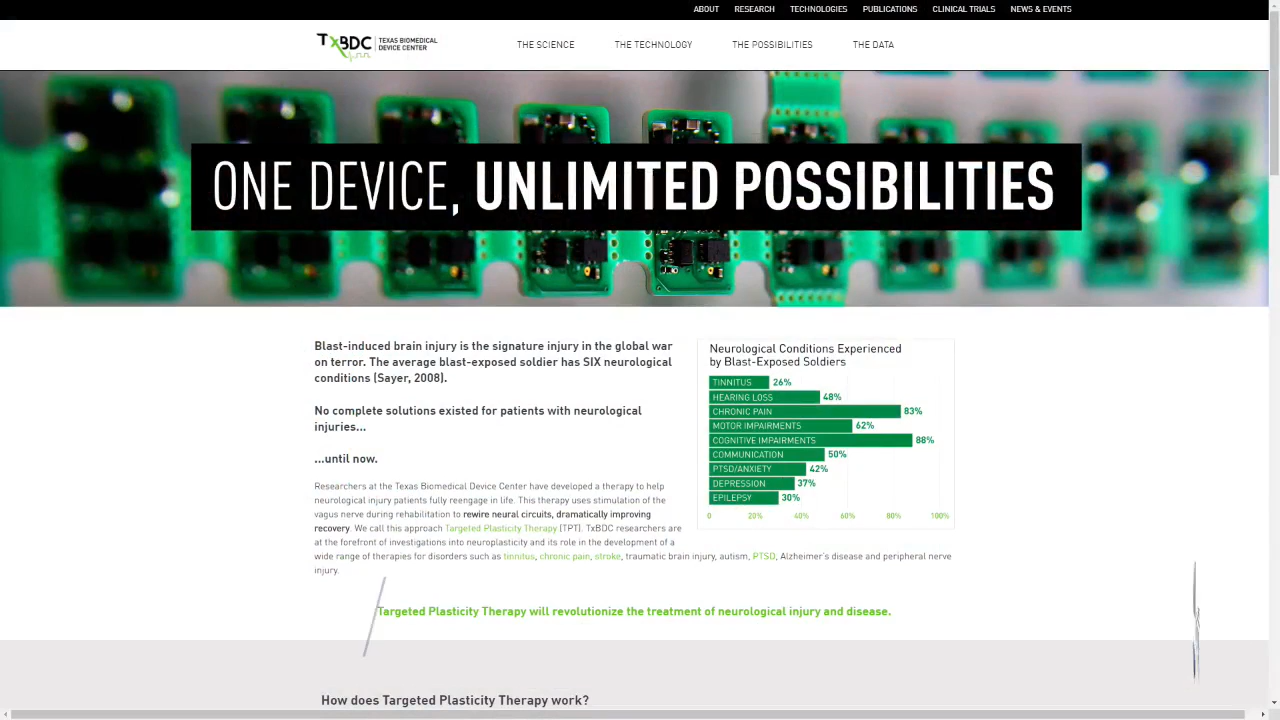 ABOUT RESEARCH TECHNOLOGIES PUBLICATIONS CLINICAL TRIALS NEWS & EVENTS
TxBDC TEXAS BIOMEDICAL
DEVICE CENTER
THE SCIENCE THE TECHNOLOGY THE POSSIBILITIES THE DATA
ONE DEVICE, UNLIMITED POSSIBILITIES
Blast-induced brain injury is the signature injury in the global war
on terror. The average blast-exposed soldier has SIX neurological
conditions (Sayer, 2008).
No complete solutions existed for patients with neurological
injuries...
...until now.
Neurological Conditions Experienced
by Blast-Exposed Soldiers
TINNITUS 26%
HEARING LOSS 48%
CHRONIC PAIN 83%
MOTOR IMPAIRMENTS 62%
COGNITIVE IMPAIRMENTS 88%
COMMUNICATION 50%
PTSD/ANXIETY 42%
DEPRESSION 37%
EPILEPSY 30%
0 20% 40% 60% 80% 100%
Researchers at the Texas Biomedical Device Center have developed a therapy to help
neurological injury patients fully reengage in life. This therapy uses stimulation of the
vagus nerve during rehabilitation to rewire neural circuits, dramatically improving
recovery. We call this approach Targeted Plasticity Therapy (TPT). TxBDC researchers are
at the forefront of investigations into neuroplasticity and its role in the development of a
wide range of therapies for disorders such as tinnitus, chronic pain, stroke, traumatic brain injury, autism, PTSD, Alzheimer's disease and peripheral nerve
injury.
Targeted Plasticity Therapy will revolutionize the treatment of neurological injury and disease.
How does Targeted Plasticity Therapy work?